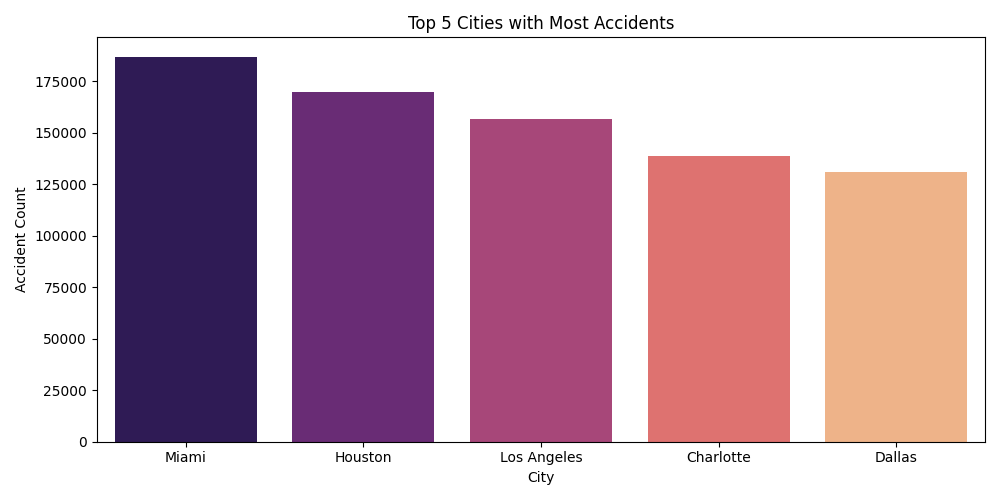 Top 5 Cities with Most Accidents
Accident Count
175000
150000
125000
100000
75000
50000
25000
0
Miami
Houston
Los Angeles
Charlotte
Dallas
City